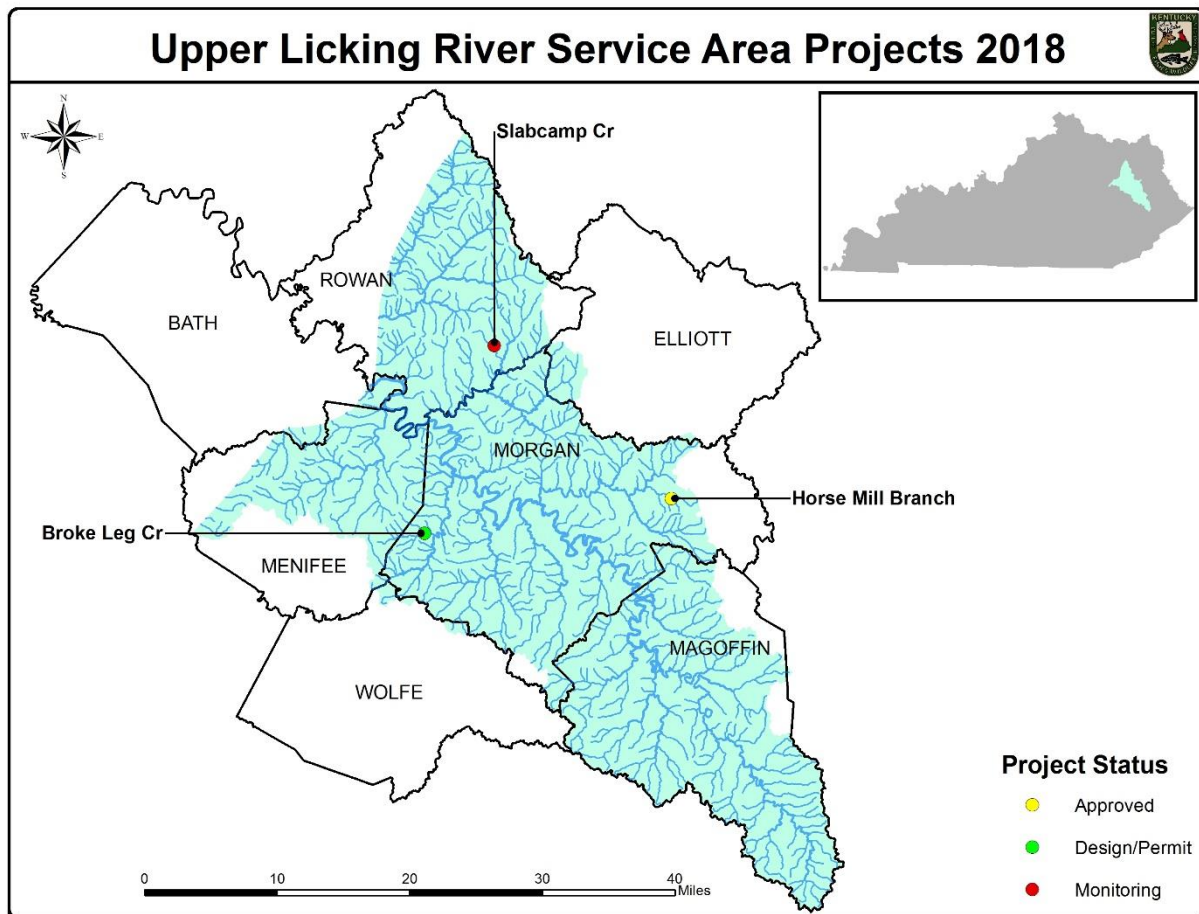 Upper Licking River Service Area Projects 2018
KENTUCKY
N
W
E
S
Slabcamp Cr
ROWAN
BATH
ELLIOTT
MORGAN
Horse Mill Branch
Broke Leg Cr
MENIFEE
MAGOFFIN
WOLFE
Project Status
Approved
Design/Permit
Monitoring
0 10 20 30 40
Miles